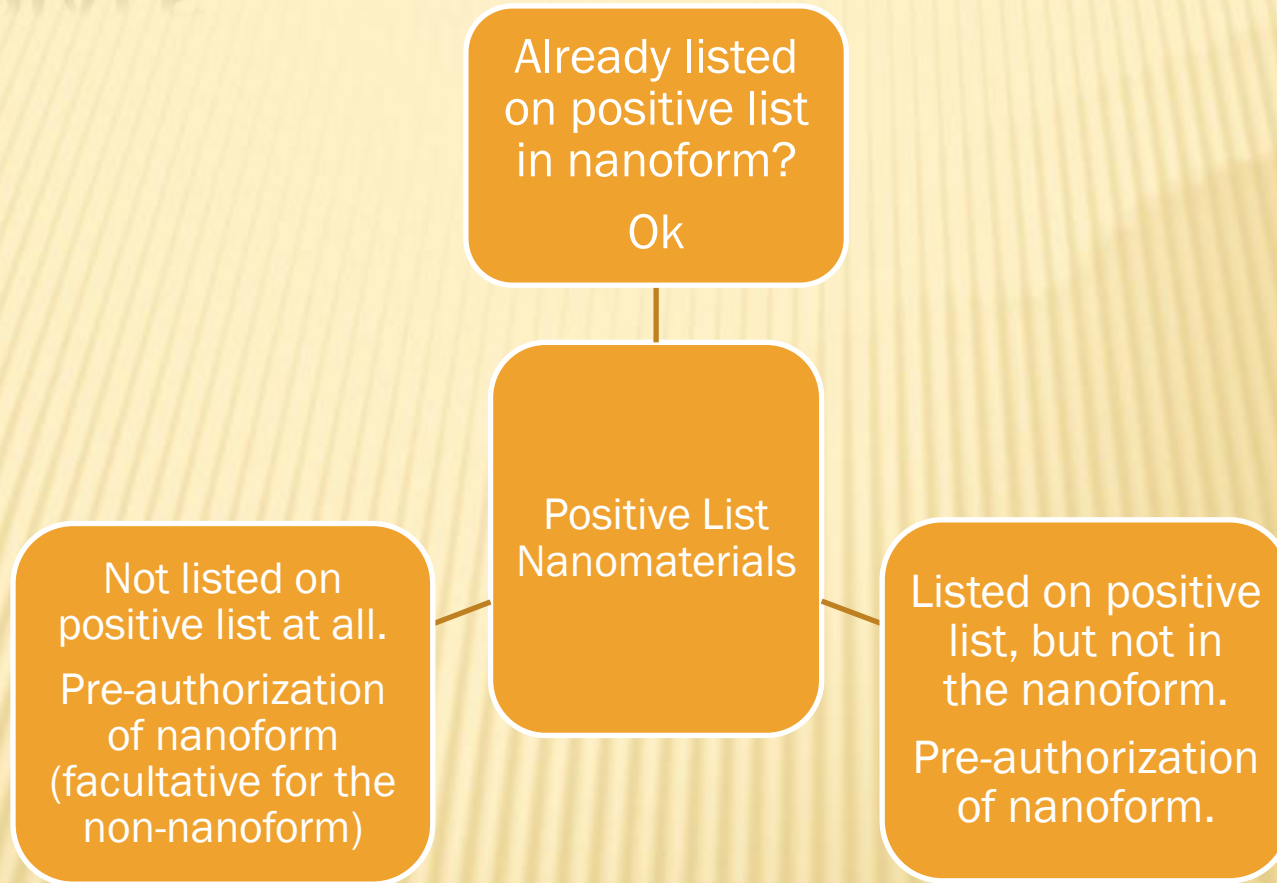 Already listed
on positive list
in nanoform?
Ok
Positive List
Nanomaterials
Not listed on
positive list at all.
Pre-authorization
of nanoform
(facultative for the
non-nanoform)
Listed on positive
list, but not in
the nanoform.
Pre-authorization
of nanoform.